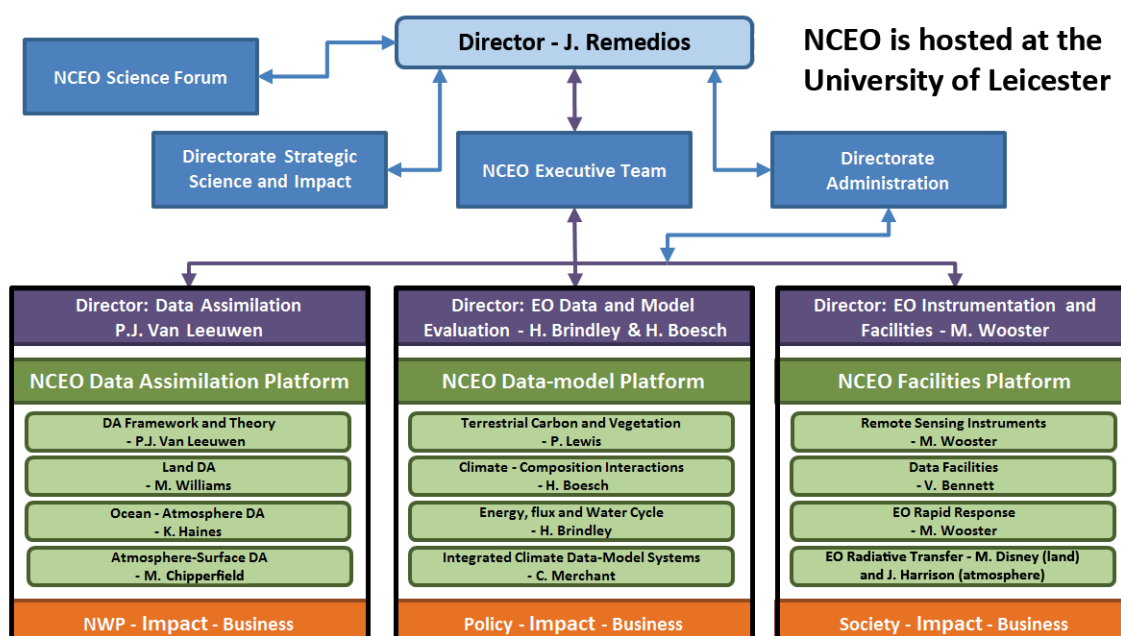 Director - J. Remedios
NCEO is hosted at the
University of Leicester
NCEO Science Forum
Directorate Strategic
Science and Impact
NCEO Executive Team
Directorate
Administration
Director: Data Assimilation
P.J. Van Leeuwen
NCEO Data Assimilation Platform
DA Framework and Theory
- P.J. Van Leeuwen
Land DA
- M. Williams
Ocean - Atmosphere DA
- K. Haines
Atmosphere-Surface DA
- M. Chipperfield
NWP - Impact - Business
Director: EO Data and Model
Evaluation - H. Brindley & H. Boesch
NCEO Data-model Platform
Terrestrial Carbon and Vegetation
- P. Lewis
Climate - Composition Interactions
- H. Boesch
Energy, flux and Water Cycle
- H. Brindley
Integrated Climate Data-Model Systems
- C. Merchant
Policy - Impact - Business
Director: EO Instrumentation and
Facilities - M. Wooster
NCEO Facilities Platform
Remote Sensing Instruments
- M. Wooster
Data Facilities
- V. Bennett
EO Rapid Response
- M. Wooster
EO Radiative Transfer - M. Disney (land)
and J. Harrison (atmosphere)
Society - Impact - Business